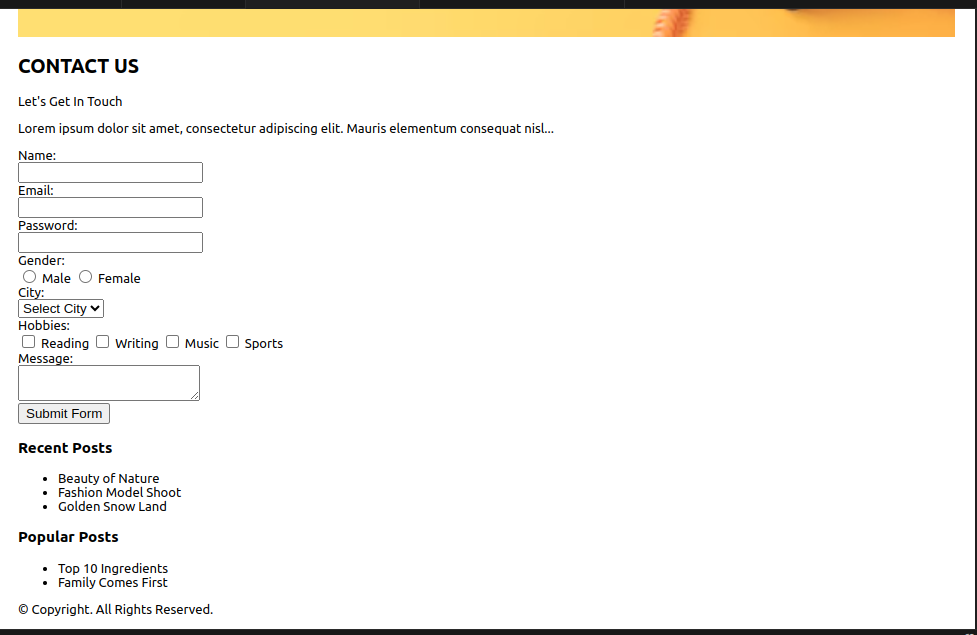 CONTACT US
Let's Get In Touch
Lorem ipsum dolor sit amet, consectetur adipiscing elit. Mauris elementum consequat nisl...
Name:
Email:
Password:
Gender:
Male Female
City:
Select City
Hobbies:
Reading Writing Music Sports
Message:
Submit Form
Recent Posts
Beauty of Nature
Fashion Model Shoot
Golden Snow Land
Popular Posts
Top 10 Ingredients
Family Comes First
© Copyright. All Rights Reserved.